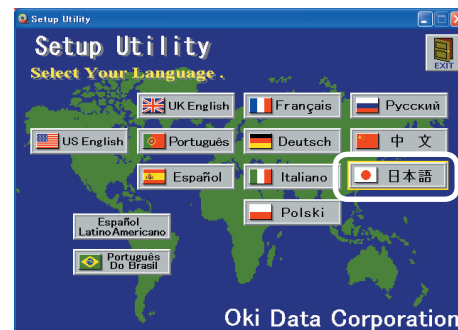 Setup Utility
Setup Utility
EXIT
Select Your Language .
UK English
Français
Русский
US English
Português
Deutsch
中 文
Español
Italiano
日本語
Polski
Español
Latino Americano
Português
Do Brasil
Oki Data Corporation